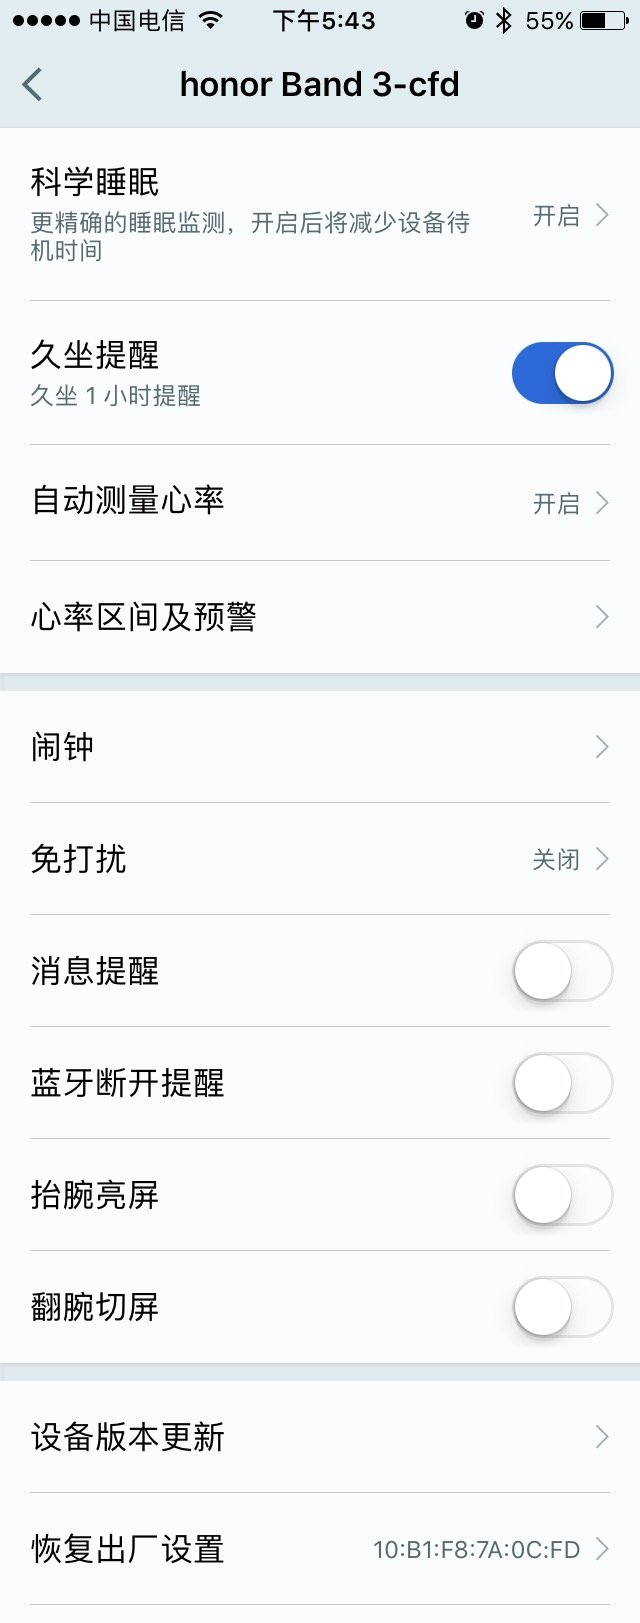 中国电信 下午5:43 55%
honor Band 3-cfd
科学睡眠
更精确的睡眠监测，开启后将减少设备待
机时间
开启
久坐提醒
久坐 1 小时提醒
自动测量心率 开启
心率区间及预警
闹钟
免打扰 关闭
消息提醒
蓝牙断开提醒
抬腕亮屏
翻腕切屏
设备版本更新
恢复出厂设置 10:B1:F8:7A:0C:FD